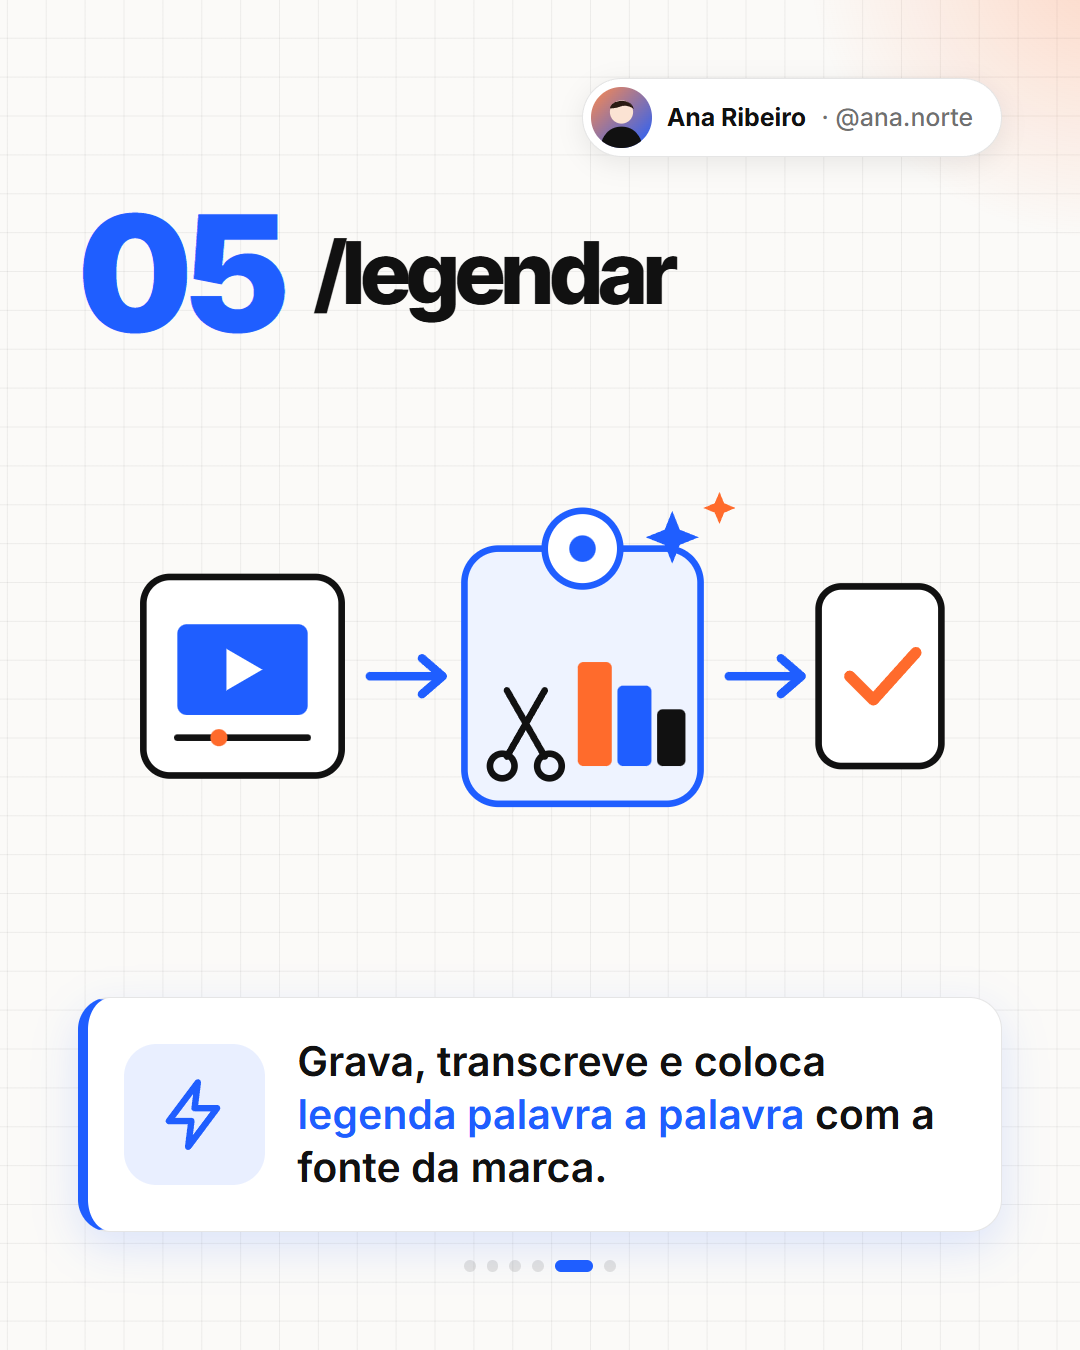 Ana Ribeiro · @ana.norte
05 /legendar
Grava, transcreve e coloca
legenda palavra a palavra com a
fonte da marca.